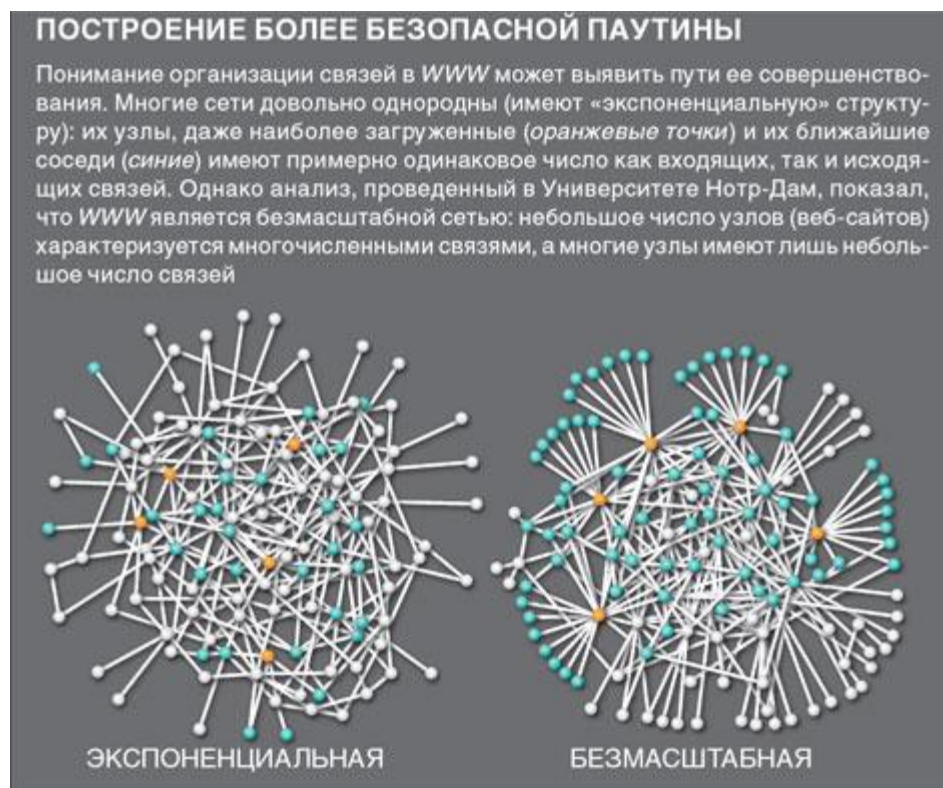 ПОСТРОЕНИЕ БОЛЕЕ БЕЗОПАСНОЙ ПАУТИНЫ
Понимание организации связей в WWW может выявить пути ее совершенство-
вания. Многие сети довольно однородны (имеют «экспоненциальную» структу-
ру): их узлы, даже наиболее загруженные (оранжевые точки) и их ближайшие
соседи (синие) имеют примерно одинаковое число как входящих, так и исходя-
щих связей. Однако анализ, проведенный в Университете Нотр-Дам, показал,
что WWW является безмасштабной сетью: небольшое число узлов (веб-сайтов)
характеризуется многочисленными связями, а многие узлы имеют лишь неболь-
шое число связей
ЭКСПОНЕНЦИАЛЬНАЯ
БЕЗМАСШТАБНАЯ